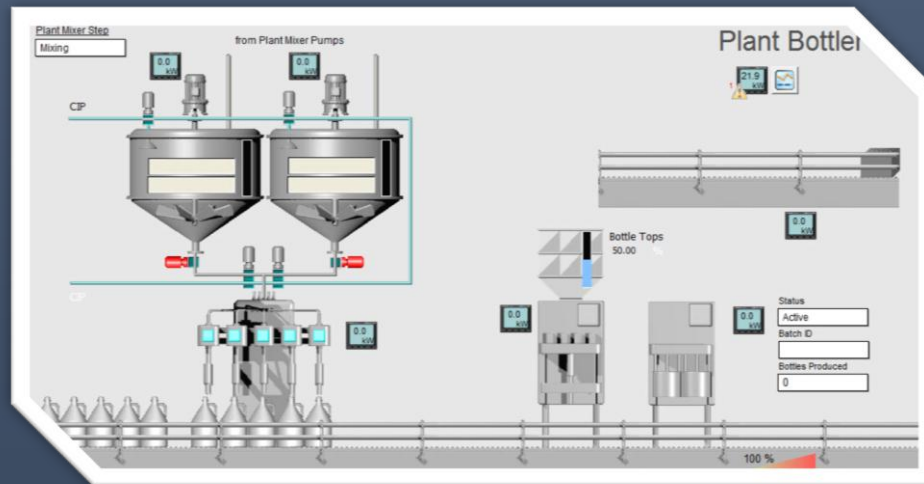 Plant Mixer Step
Mixing
from Plant Mixer Pumps
Plant Bottler
0.0 kW
0.0 kW
21.9 kW
1
CIP
0.0 kW
Bottle Tops
50.00 %
CIP
0.0 kW
0.0 kW
0.0 kW
Status
Active
Batch ID
Bottles Produced
0
100 %